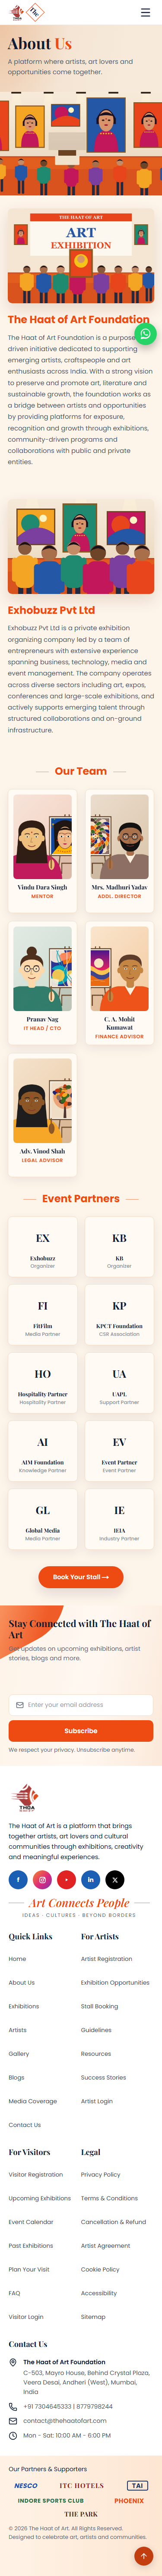 The
About Us
A platform where artists, art lovers and
opportunities come together.
THE HAAT OF ART
ART
EXHIBITION
The Haat of Art Foundation
The Haat of Art Foundation is a purpose-
driven initiative dedicated to supporting
emerging artists, craftspeople and art
enthusiasts across India. With a strong vision
to preserve and promote art, literature and
sustainable growth, the foundation works as
a bridge between artists and opportunities
by providing platforms for exposure,
recognition and growth through exhibitions,
community-driven programs and
collaborations with public and private
entities.
Exhobuzz Pvt Ltd
Exhobuzz Pvt Ltd is a private exhibition
organizing company led by a team of
entrepreneurs with extensive experience
spanning business, technology, media and
event management. The company operates
across diverse sectors including art, expos,
conferences and large-scale exhibitions, and
actively supports emerging talent through
structured collaborations and on-ground
infrastructure.
Our Team
Vindu Dara Singh
MENTOR
Mrs. Madhuri Yadav
ADDL. DIRECTOR
Pranav Nag
IT HEAD / CTO
C. A. Mohit
Kumawat
FINANCE ADVISOR
Adv. Vinod Shah
LEGAL ADVISOR
Event Partners
EX
Exhobuzz
Organizer
KB
KB
Organizer
FI
FitFilm
Media Partner
KP
KPCT Foundation
CSR Association
HO
Hospitality Partner
Hospitality Partner
UA
UAPL
Support Partner
AI
AIM Foundation
Knowledge Partner
EV
Event Partner
Event Partner
GL
Global Media
Media Partner
IE
IEIA
Industry Partner
Book Your Stall →
Stay Connected with The Haat of
Art
Get updates on upcoming exhibitions, artist
stories, blogs and more.
Enter your email address
Subscribe
We respect your privacy. Unsubscribe anytime.
THOA
The Haat of Art is a platform that brings
together artists, art lovers and cultural
communities through exhibitions, creativity
and meaningful experiences.
f
in
X
Art Connects People
IDEAS · CULTURES · BEYOND BORDERS
Quick Links
Home
About Us
Exhibitions
Artists
Gallery
Blogs
Media Coverage
Contact Us
For Artists
Artist Registration
Exhibition Opportunities
Stall Booking
Guidelines
Resources
Success Stories
Artist Login
For Visitors
Visitor Registration
Upcoming Exhibitions
Event Calendar
Past Exhibitions
Plan Your Visit
FAQ
Visitor Login
Legal
Privacy Policy
Terms & Conditions
Cancellation & Refund
Artist Agreement
Cookie Policy
Accessibility
Sitemap
Contact Us
The Haat of Art Foundation
C-503, Mayro House, Behind Crystal Plaza,
Veera Desai, Andheri (West), Mumbai,
India
+91 7304645333 | 8779798244
contact@thehaatofart.com
Mon - Sat: 10:00 AM - 6:00 PM
Our Partners & Supporters
NESCO
ITC HOTELS
TAI
INDORE SPORTS CLUB
PHOENIX
THE PARK
© 2026 The Haat of Art. All Rights Reserved.
Designed to celebrate art, artists and communities.